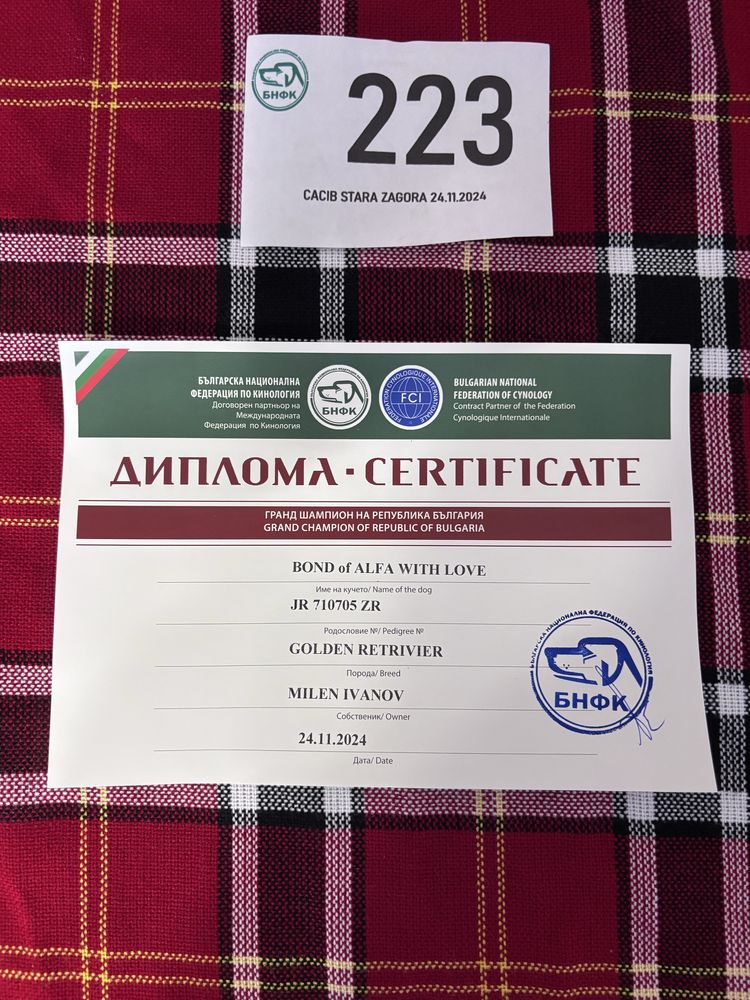 БНФК
223
CACIB STARA ZAGORA 24.11.2024
БЪЛГАРСКА НАЦИОНАЛНА
ФЕДЕРАЦИЯ ПО КИНОЛОГИЯ
Договорен партньор на
Международната
Федерация по Кинология
БНФК
FEDERATION CYNOLOGIQUE INTERNATIONALE
FCI
BULGARIAN NATIONAL
FEDERATION OF CYNOLOGY
Contract Partner of the Federation
Cynologique Internationale
ДИПЛОМА · CERTIFICATE
ГРАНД ШАМПИОН НА РЕПУБЛИКА БЪЛГАРИЯ
GRAND CHAMPION OF REPUBLIC OF BULGARIA
BOND of ALFA WITH LOVE
Име на кучето/ Name of the dog
JR 710705 ZR
Родословие №/ Pedigree №
GOLDEN RETRIVIER
Порода/ Breed
MILEN IVANOV
Собственик/ Owner
24.11.2024
Дата/ Date
БЪЛГАРСКА НАЦИОНАЛНА ФЕДЕРАЦИЯ ПО КИНОЛОГИЯ
БНФК